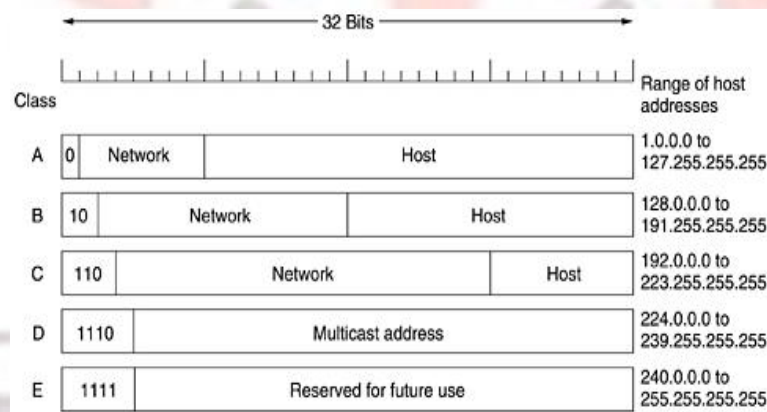 32 Bits
Class
Range of host
addresses
A 0 Network Host 1.0.0.0 to
127.255.255.255
B 10 Network Host 128.0.0.0 to
191.255.255.255
C 110 Network Host 192.0.0.0 to
223.255.255.255
D 1110 Multicast address 224.0.0.0 to
239.255.255.255
E 1111 Reserved for future use 240.0.0.0 to
255.255.255.255